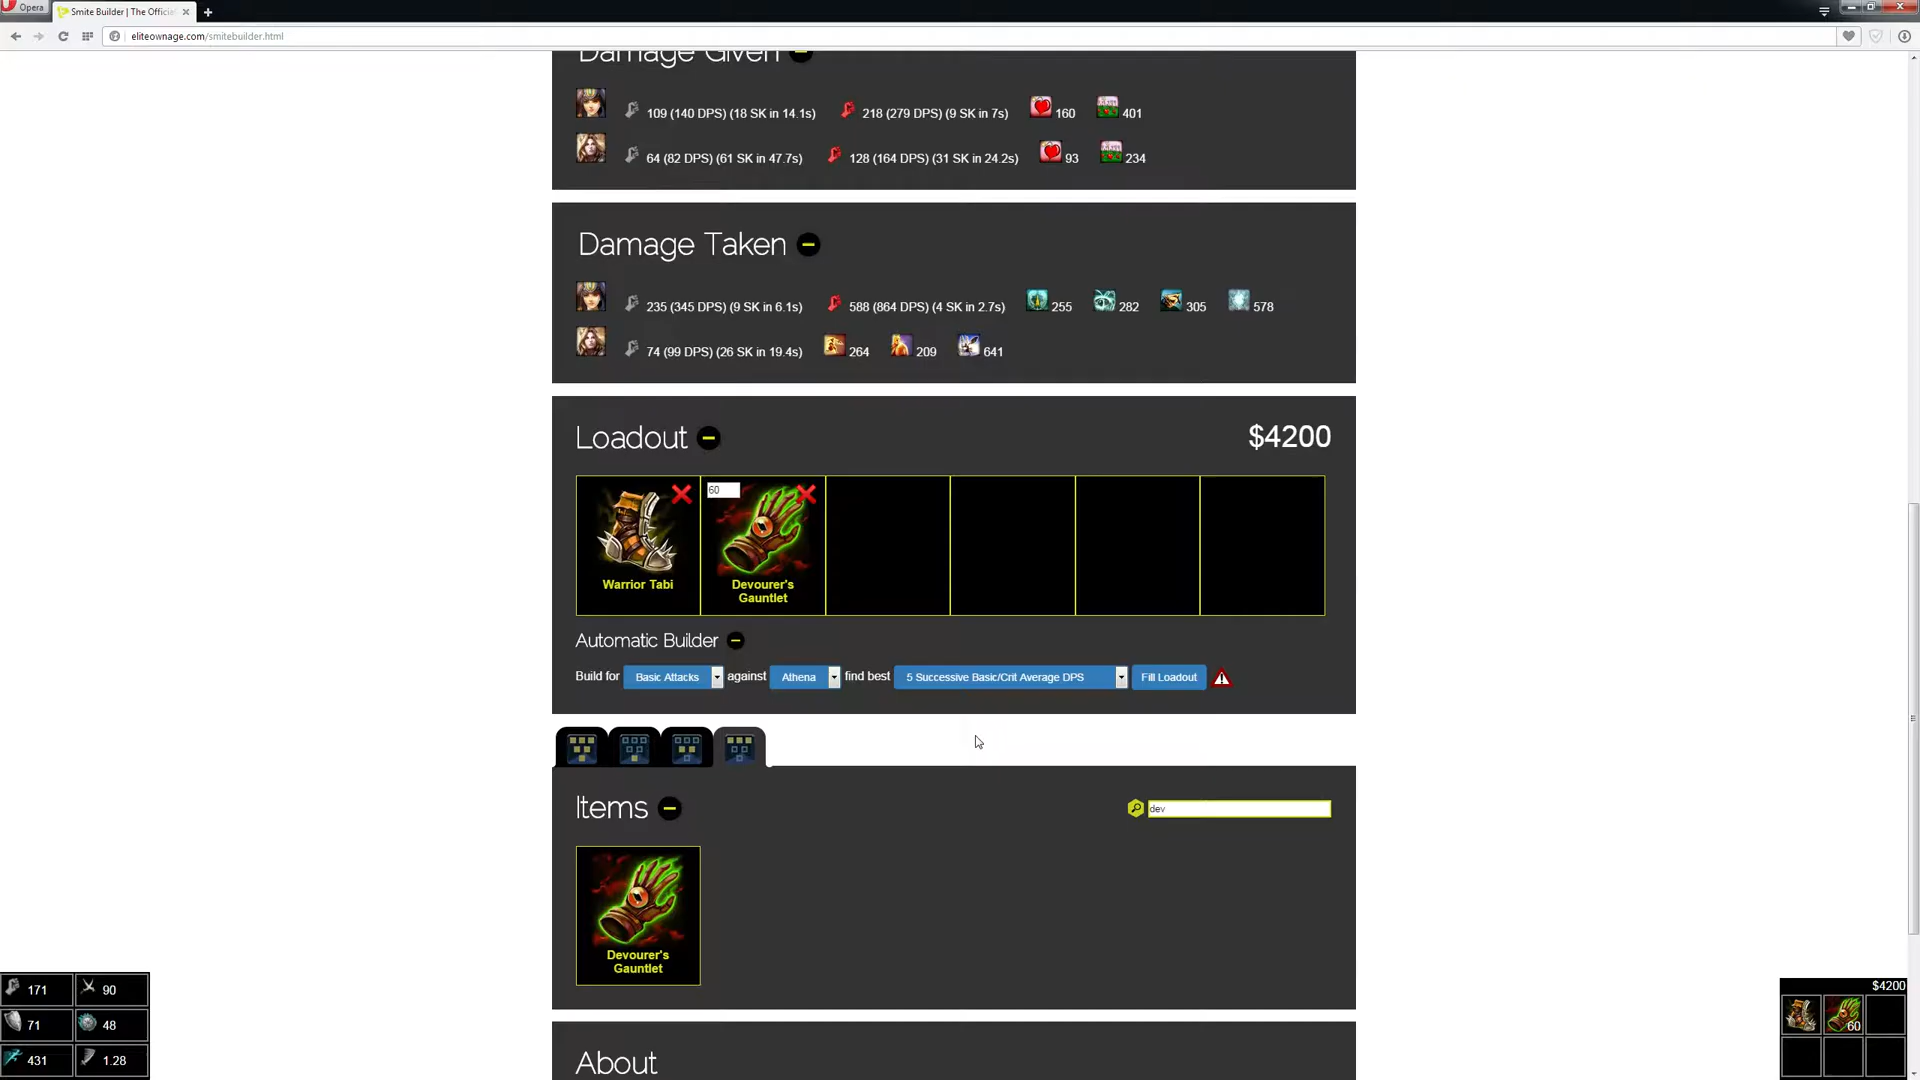 Opera
Smite Builder | The Officia
eliteownage.com/smitebuilder.html
Damage Given
109 (140 DPS) (18 SK in 14.1s) 218 (279 DPS) (9 SK in 7s) 160 401
64 (82 DPS) (61 SK in 47.7s) 128 (164 DPS) (31 SK in 24.2s) 93 234
Damage Taken
235 (345 DPS) (9 SK in 6.1s) 588 (864 DPS) (4 SK in 2.7s) 255 282 305 578
74 (99 DPS) (26 SK in 19.4s) 264 209 641
Loadout $4200
60
Warrior Tabi
Devourer's
Gauntlet
Automatic Builder
Build for Basic Attacks against Athena find best 5 Successive Basic/Crit Average DPS Fill Loadout
Items dev
Devourer's
Gauntlet
About
171 90
71 48
431 1.28
$4200
60